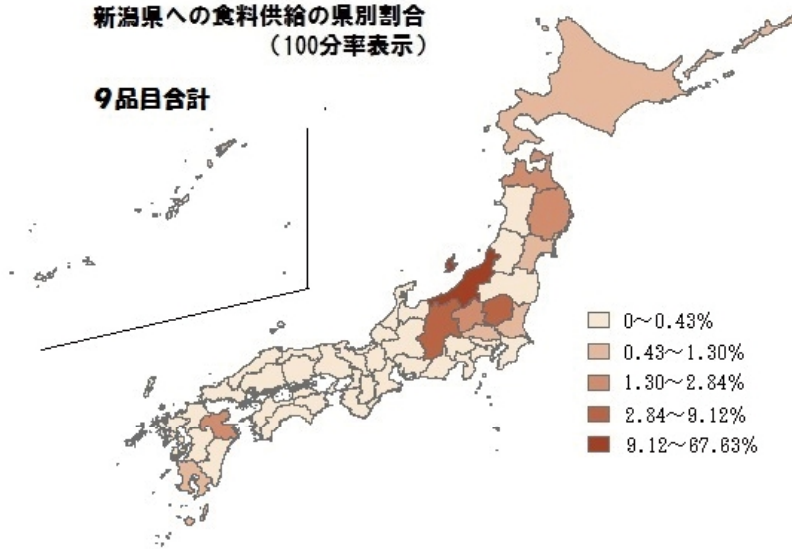 新潟県への食料供給の県別割合
（100分率表示）
9品目合計
0～0.43%
0.43～1.30%
1.30～2.84%
2.84～9.12%
9.12～67.63%